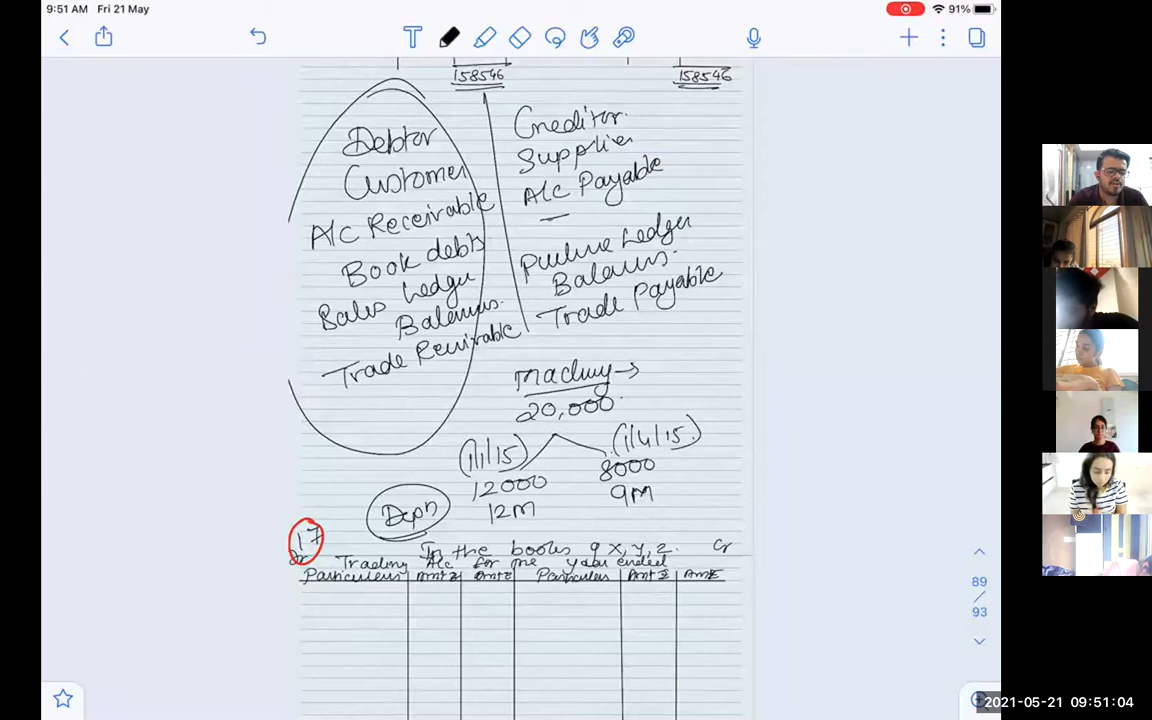 9:51 AM Fri 21 May
91%
158546
158546
Debtor
Customer
A/c Receivable
Book debts
Sales Ledger
Balances.
Trade Receivable
Creditor.
Supplier
A/c Payable
Purchase Ledger
Balances.
Trade Payable
Machinery →
20,000.
(1/1/15)
12000
12M
(1/4/15)
8000
9M
Depn
17
In the books of X, Y, Z. Cr
Dr Trading A/c for the year ended
Particulars Amt ₹ Amt ₹ Particulars Amt ₹ Amt ₹
89
/
93
2021-05-21 09:51:04